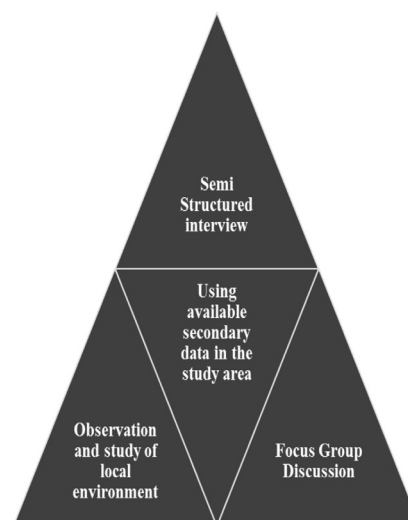 Semi
Structured
interview
Using
available
secondary
data in the
study area
Observation
and study of
local
environment
Focus Group
Discussion